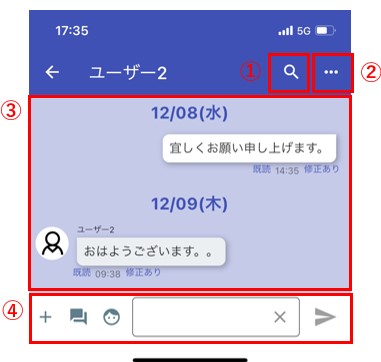 17:35 5G
ユーザー2 ① ②
③
12/08(水)
宜しくお願い申し上げます。
既読 14:35 修正あり
12/09(木)
ユーザー2
おはようございます。。
既読 09:38 修正あり
④